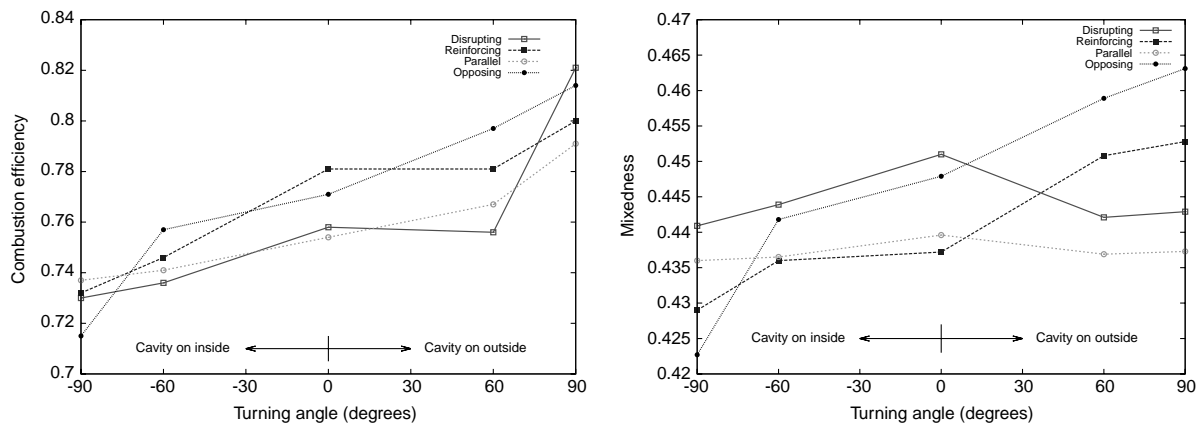 0.84
0.82
0.8
0.78
0.76
0.74
0.72
0.7
Combustion efficiency
Disrupting
Reinforcing
Parallel
Opposing
Cavity on inside
Cavity on outside
-90 -60 -30 0 30 60 90
Turning angle (degrees)
0.47
0.465
0.46
0.455
0.45
0.445
0.44
0.435
0.43
0.425
0.42
Mixedness
Disrupting
Reinforcing
Parallel
Opposing
Cavity on inside
Cavity on outside
-90 -60 -30 0 30 60 90
Turning angle (degrees)